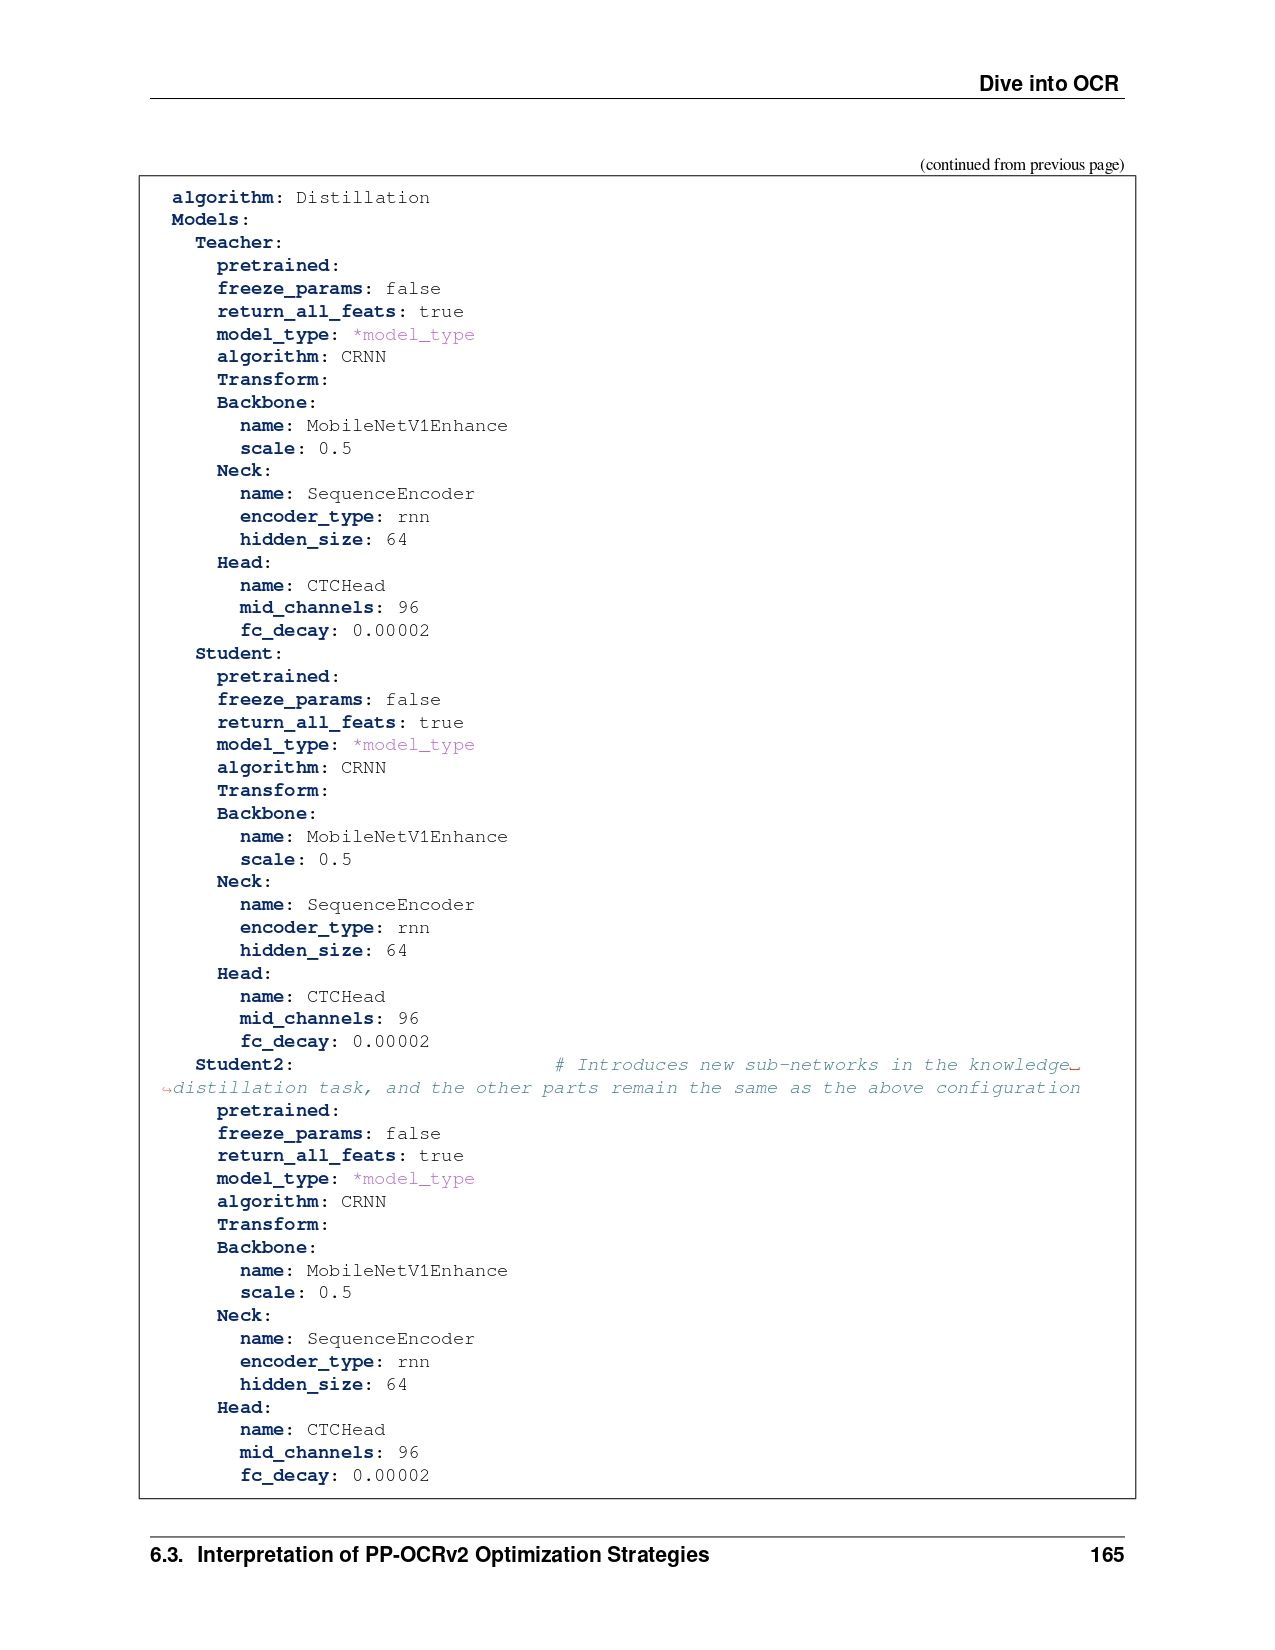 Dive into OCR
(continued from previous page)
algorithm: Distillation
Models:
  Teacher:
    pretrained:
    freeze_params: false
    return_all_feats: true
    model_type: *model_type
    algorithm: CRNN
    Transform:
    Backbone:
      name: MobileNetV1Enhance
      scale: 0.5
    Neck:
      name: SequenceEncoder
      encoder_type: rnn
      hidden_size: 64
    Head:
      name: CTCHead
      mid_channels: 96
      fc_decay: 0.00002
  Student:
    pretrained:
    freeze_params: false
    return_all_feats: true
    model_type: *model_type
    algorithm: CRNN
    Transform:
    Backbone:
      name: MobileNetV1Enhance
      scale: 0.5
    Neck:
      name: SequenceEncoder
      encoder_type: rnn
      hidden_size: 64
    Head:
      name: CTCHead
      mid_channels: 96
      fc_decay: 0.00002
  Student2:                       # Introduces new sub-networks in the knowledge␣
↪distillation task, and the other parts remain the same as the above configuration
    pretrained:
    freeze_params: false
    return_all_feats: true
    model_type: *model_type
    algorithm: CRNN
    Transform:
    Backbone:
      name: MobileNetV1Enhance
      scale: 0.5
    Neck:
      name: SequenceEncoder
      encoder_type: rnn
      hidden_size: 64
    Head:
      name: CTCHead
      mid_channels: 96
      fc_decay: 0.00002
6.3. Interpretation of PP-OCRv2 Optimization Strategies 165